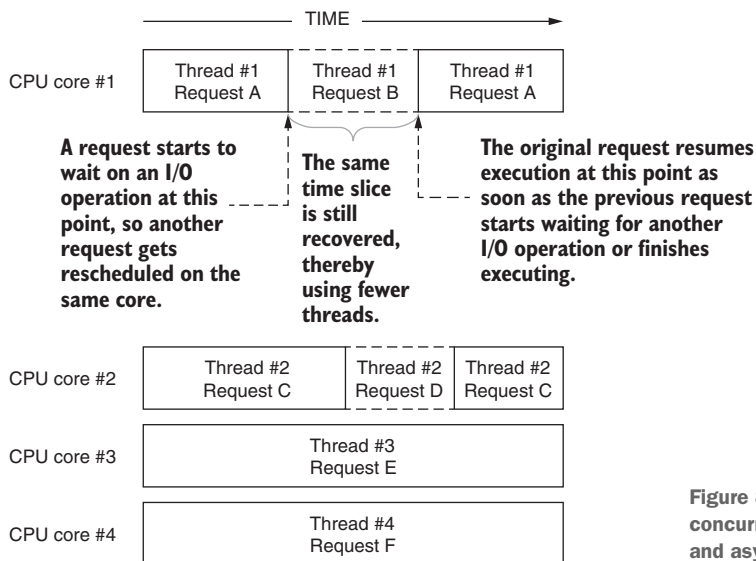 TIME
CPU core #1
Thread #1
Request A
Thread #1
Request B
Thread #1
Request A
A request starts to
wait on an I/O
operation at this
point, so another
request gets
rescheduled on the
same core.
The same
time slice
is still
recovered,
thereby
using fewer
threads.
The original request resumes
execution at this point as
soon as the previous request
starts waiting for another
I/O operation or finishes
executing.
CPU core #2
Thread #2
Request C
Thread #2
Request D
Thread #2
Request C
CPU core #3
Thread #3
Request E
CPU core #4
Thread #4
Request F
Figure
and